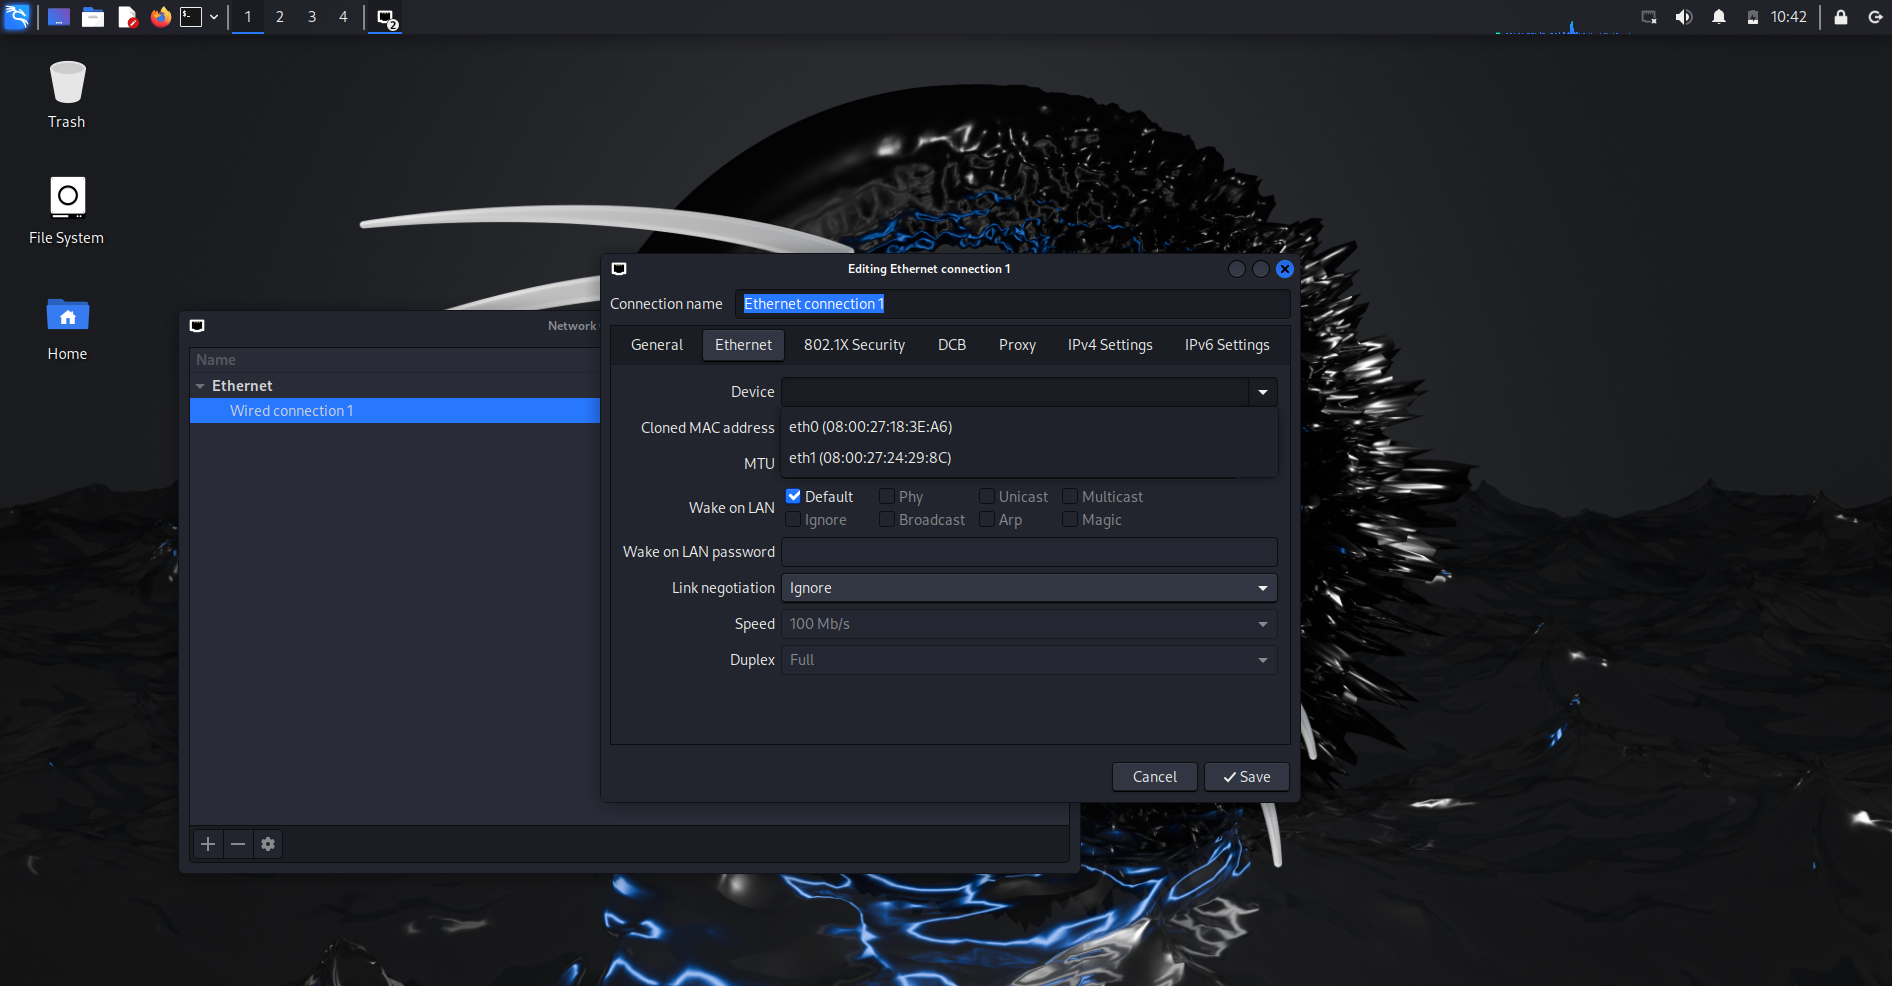 1 2 3 4 2 10:42
Trash
File System
Home
Network
Name
Ethernet
Wired connection 1
Editing Ethernet connection 1
Connection name Ethernet connection 1
General Ethernet 802.1X Security DCB Proxy IPv4 Settings IPv6 Settings
Device
Cloned MAC address eth0 (08:00:27:18:3E:A6)
MTU eth1 (08:00:27:24:29:8C)
Wake on LAN
Default Phy Unicast Multicast
Ignore Broadcast Arp Magic
Wake on LAN password
Link negotiation Ignore
Speed 100 Mb/s
Duplex Full
Cancel Save